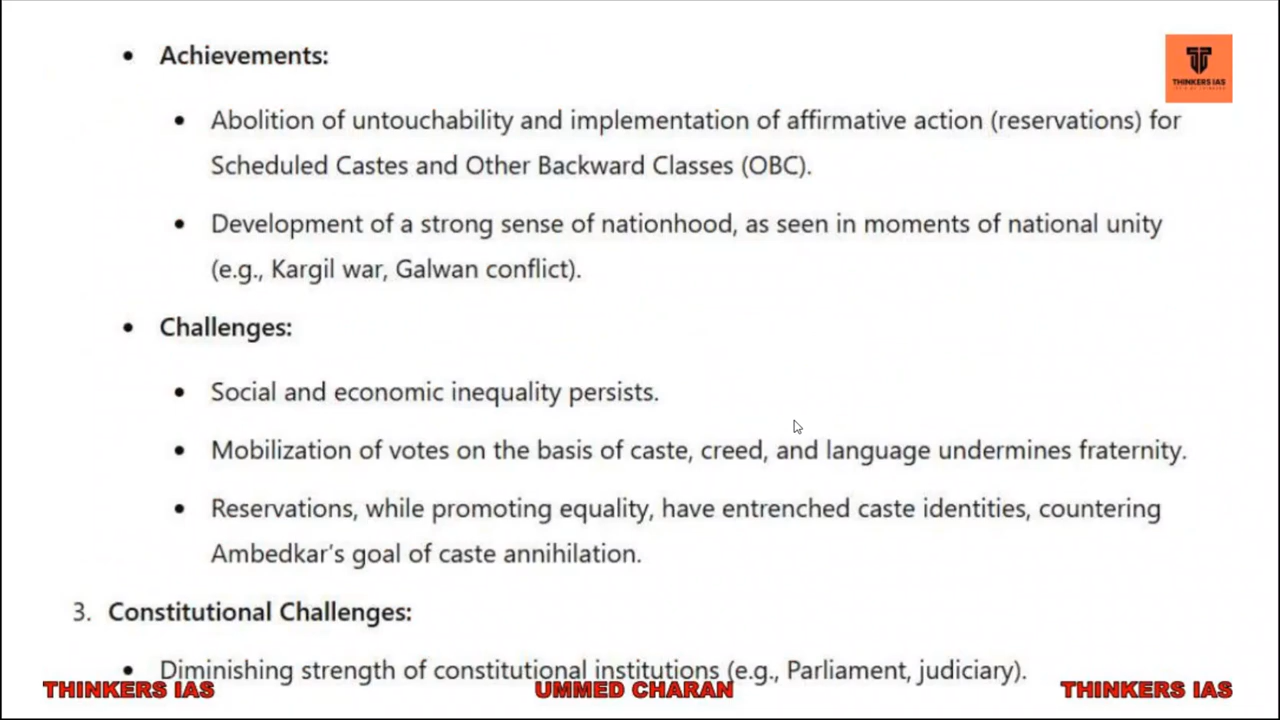 • Achievements:
THINKERS IAS
• Abolition of untouchability and implementation of affirmative action (reservations) for
Scheduled Castes and Other Backward Classes (OBC).
• Development of a strong sense of nationhood, as seen in moments of national unity
(e.g., Kargil war, Galwan conflict).
• Challenges:
• Social and economic inequality persists.
• Mobilization of votes on the basis of caste, creed, and language undermines fraternity.
• Reservations, while promoting equality, have entrenched caste identities, countering
Ambedkar's goal of caste annihilation.
3. Constitutional Challenges:
• Diminishing strength of constitutional institutions (e.g., Parliament, judiciary).
THINKERS IAS UMMED CHARAN THINKERS IAS